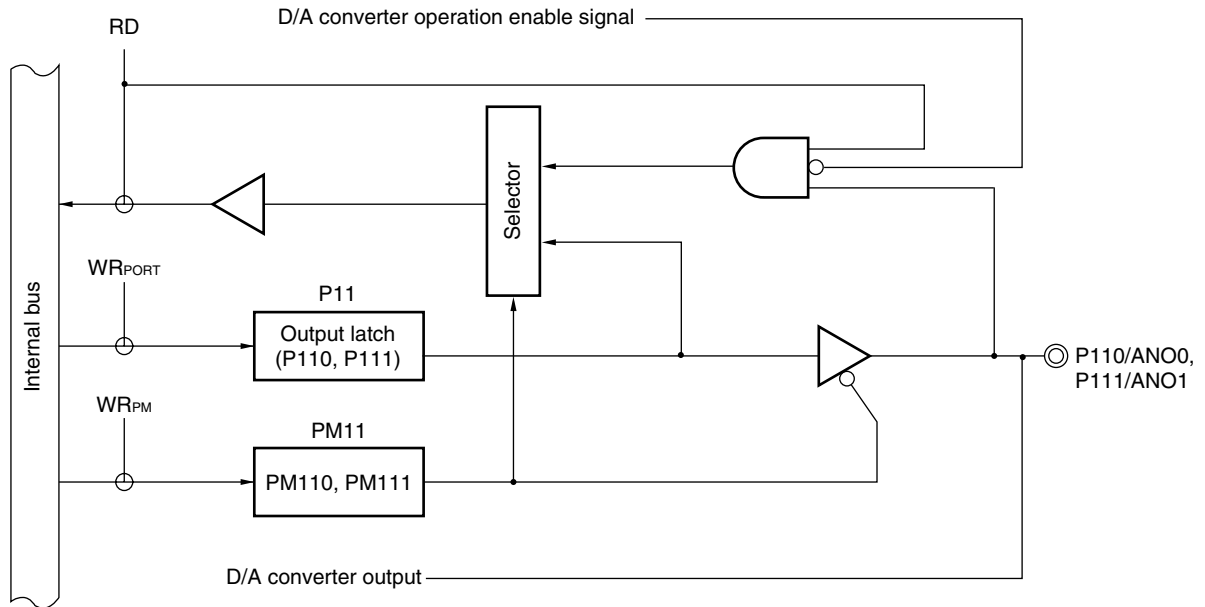 D/A converter operation enable signal
RD
Selector
WRPORT
P11
Internal bus
Output latch
(P110, P111)
P110/ANO0,
P111/ANO1
WRPM
PM11
PM110, PM111
D/A converter output